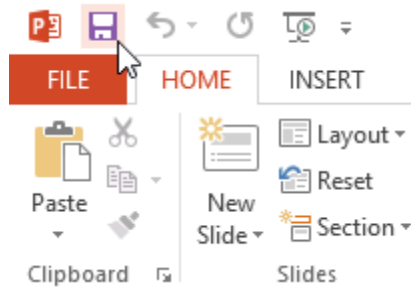 FILE HOME INSERT
Layout
Reset
Paste New
Slide Section
Clipboard Slides